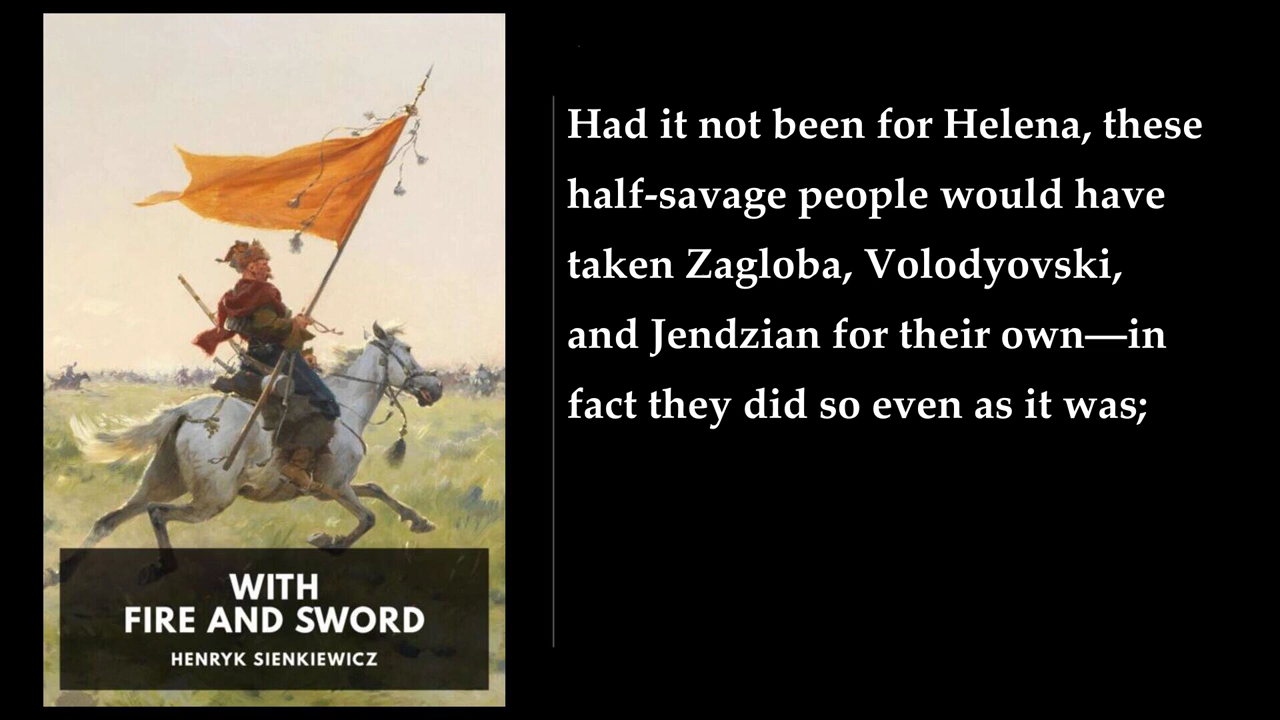 Had it not been for Helena, these
half-savage people would have
taken Zagloba, Volodyovski,
and Jendzian for their own—in
fact they did so even as it was;
WITH
FIRE AND SWORD
HENRYK SIENKIEWICZ